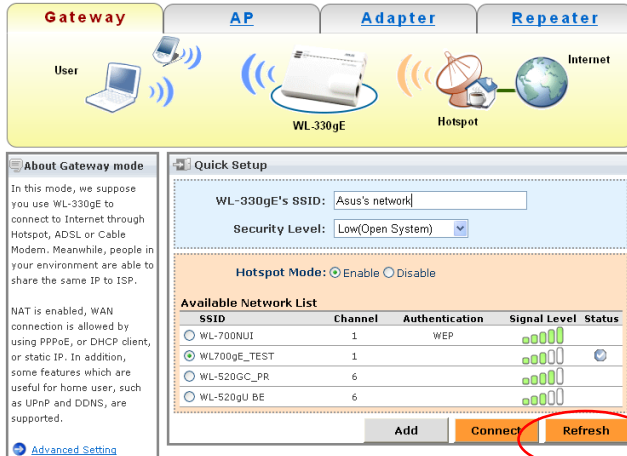 Gateway
AP
Adapter
Repeater
User
WL-330gE
Hotspot
Internet
About Gateway mode
In this mode, we suppose
you use WL-330gE to
connect to Internet through
Hotspot, ADSL or Cable
Modem. Meanwhile, people in
your environment are able to
share the same IP to ISP.
NAT is enabled, WAN
connection is allowed by
using PPPoE, or DHCP client,
or static IP. In addition,
some features which are
useful for home user, such
as UPnP and DDNS, are
supported.
Advanced Setting
Quick Setup
WL-330gE's SSID: Asus's network
Security Level: Low(Open System)
Hotspot Mode: Enable Disable
Available Network List
SSID Channel Authentication Signal Level Status
WL-700NUI 1 WEP
WL700gE_TEST 1
WL-520GC_PR 6
WL-520gU BE 6
Add Connect Refresh